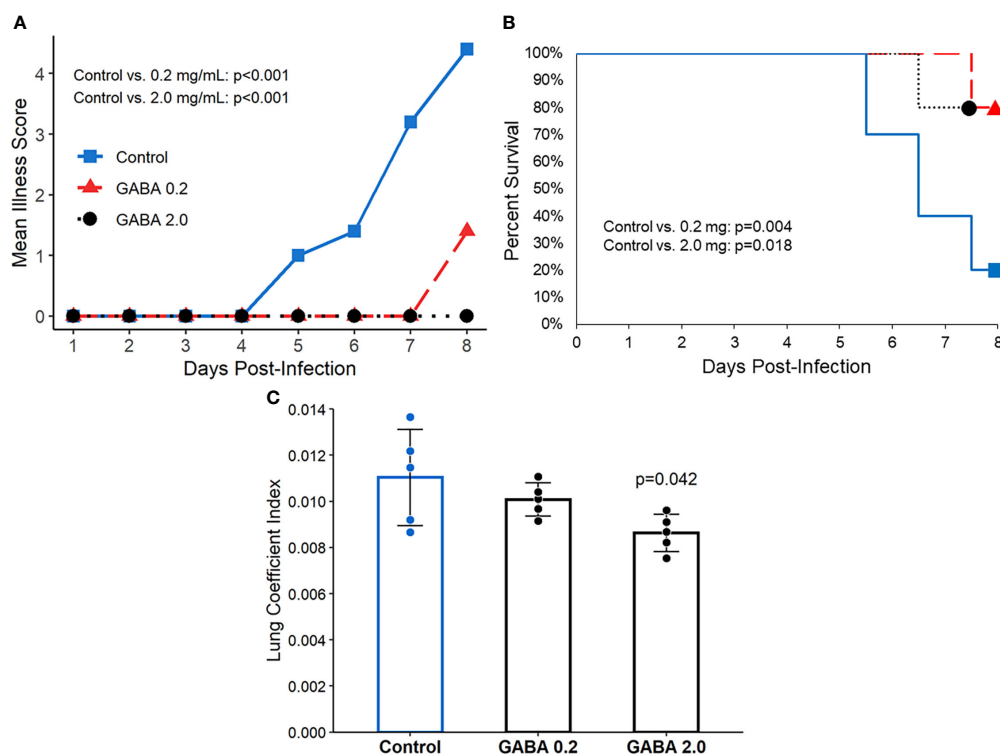 A
Mean Illness Score
4
3
2
1
0
Control vs. 0.2 mg/mL: p<0.001
Control vs. 2.0 mg/mL: p<0.001
Control
GABA 0.2
GABA 2.0
1 2 3 4 5 6 7 8
Days Post-Infection
B
Percent Survival
100%
90%
80%
70%
60%
50%
40%
30%
20%
10%
0%
Control vs. 0.2 mg: p=0.004
Control vs. 2.0 mg: p=0.018
0 1 2 3 4 5 6 7 8
Days Post-Infection
C
Lung Coefficient Index
0.014
0.012
0.010
0.008
0.006
0.004
0.002
0.000
p=0.042
Control GABA 0.2 GABA 2.0